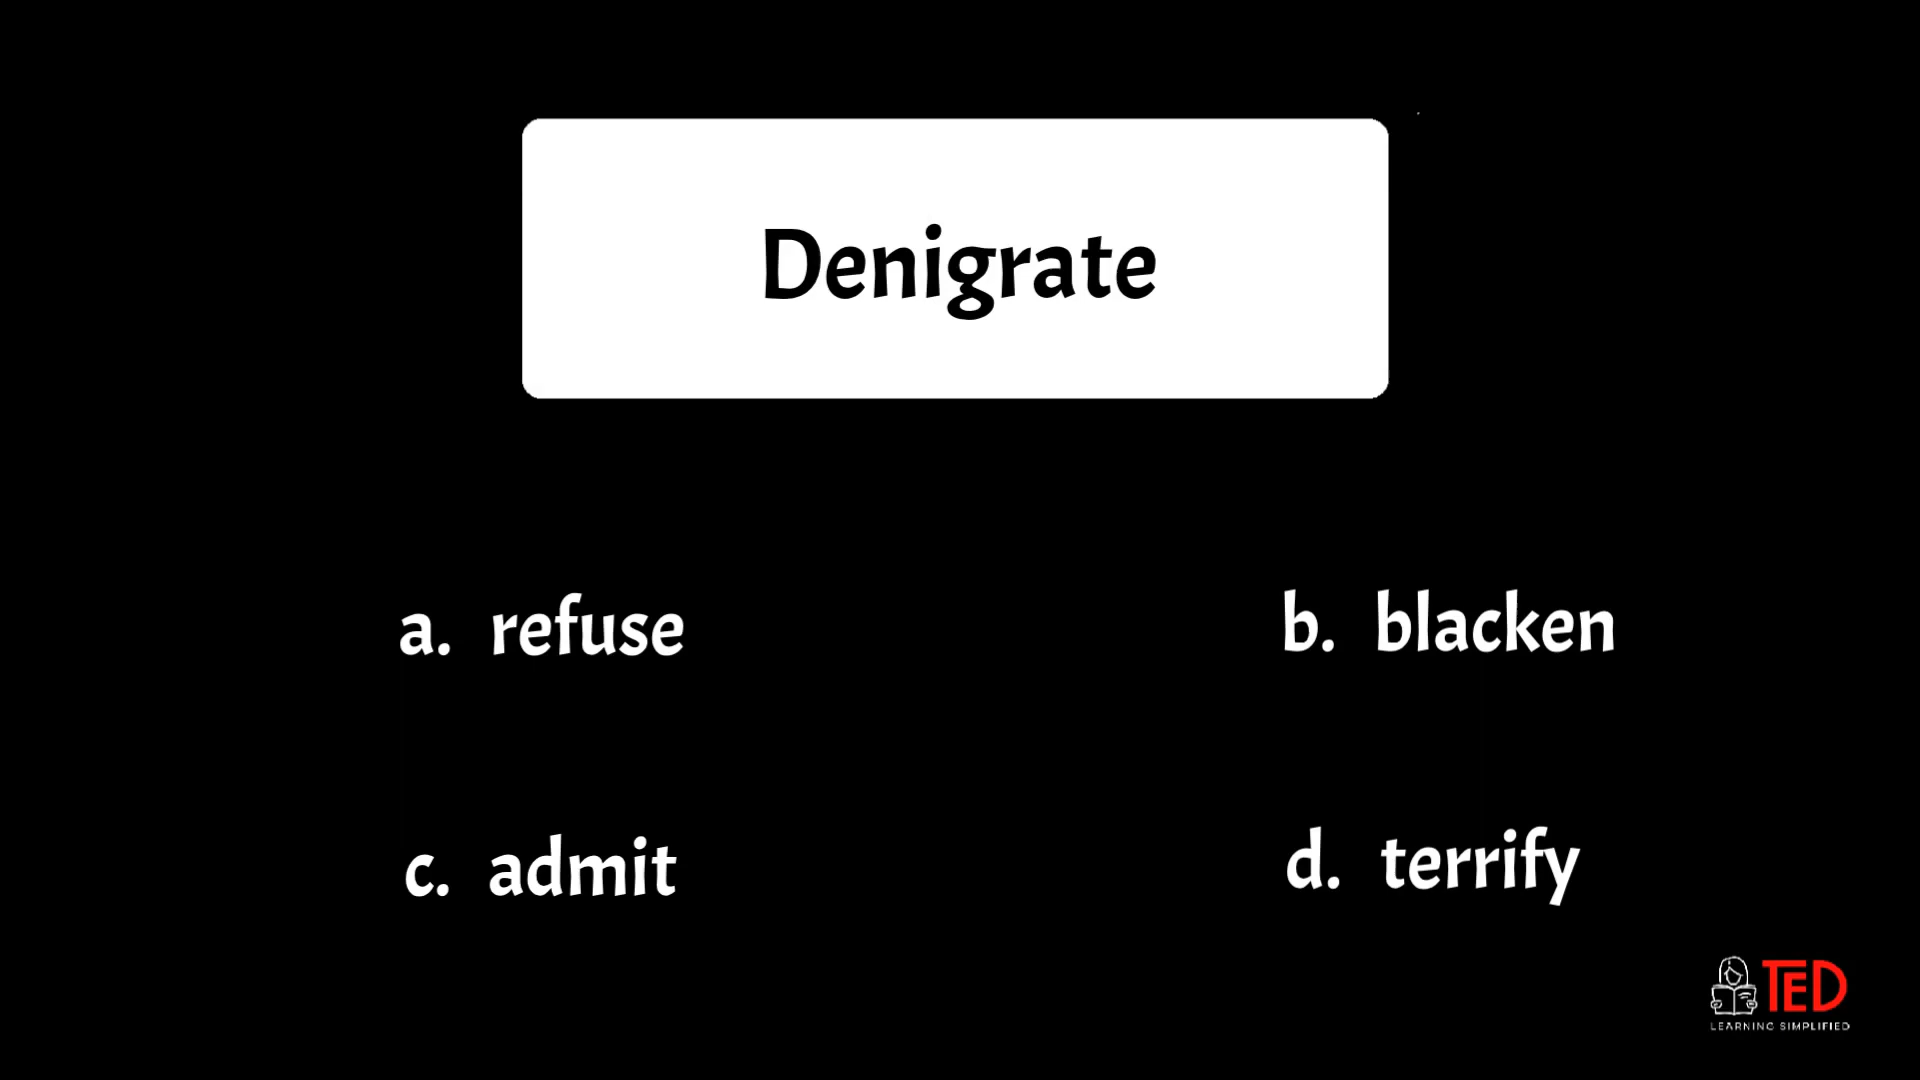 Denigrate
a. refuse
b. blacken
c. admit
d. terrify
TED
LEARNING SIMPLIFIED